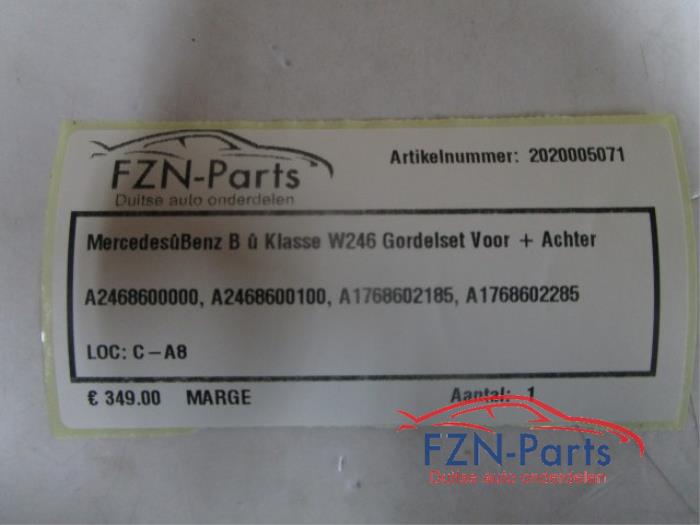 FZN-Parts
Duitse auto onderdelen
Artikelnummer: 2020005071
MercedesûBenz B û Klasse W246 Gordelset Voor + Achter
A2468600000, A2468600100, A1768602185, A1768602285
LOC: C-A8
€ 349.00 MARGE Aantal: 1
FZN-Parts
Duitse auto onderdelen